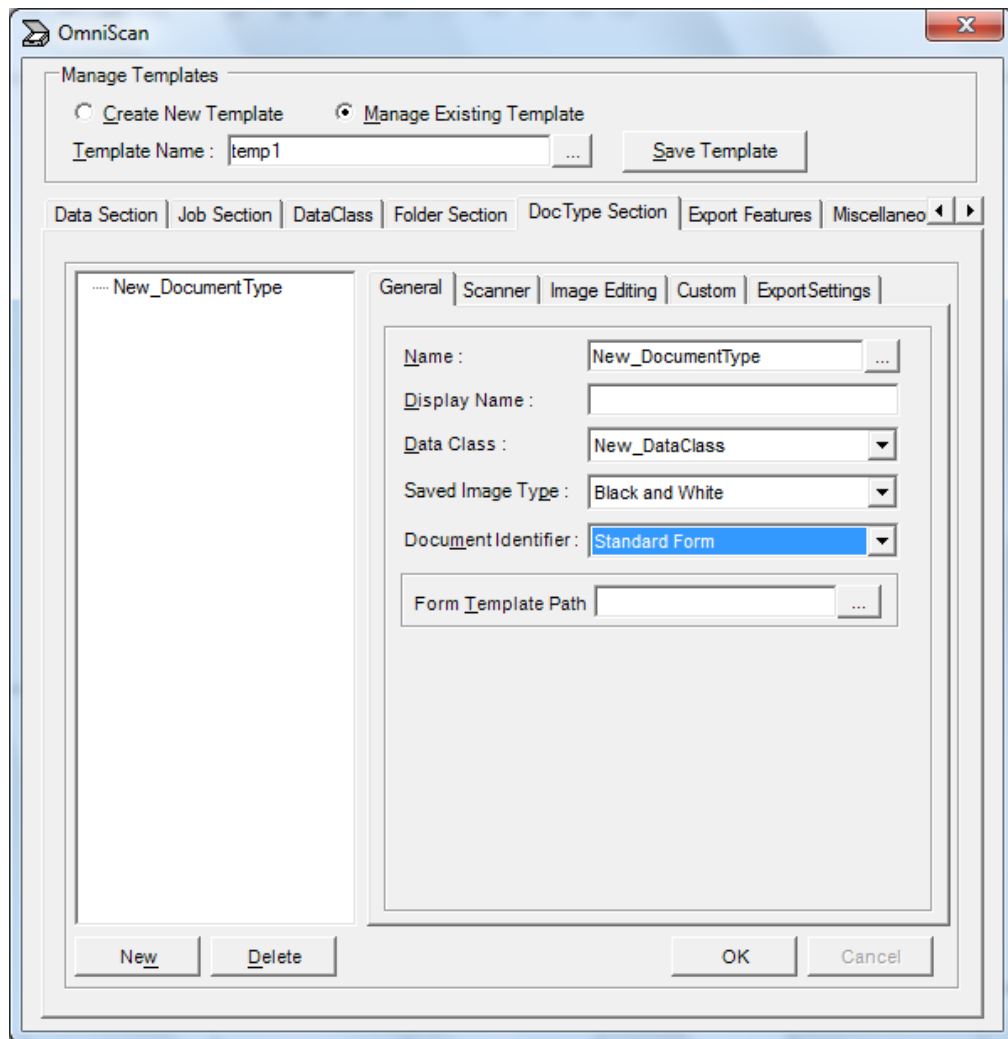 OmniScan
Manage Templates
Create New Template Manage Existing Template
Template Name : temp1 ... Save Template
Data Section Job Section DataClass Folder Section DocType Section Export Features Miscellaneo
New_DocumentType
General Scanner Image Editing Custom ExportSettings
Name : New_DocumentType ...
Display Name :
Data Class : New_DataClass
Saved Image Type : Black and White
Document Identifier : Standard Form
Form Template Path ...
New Delete OK Cancel